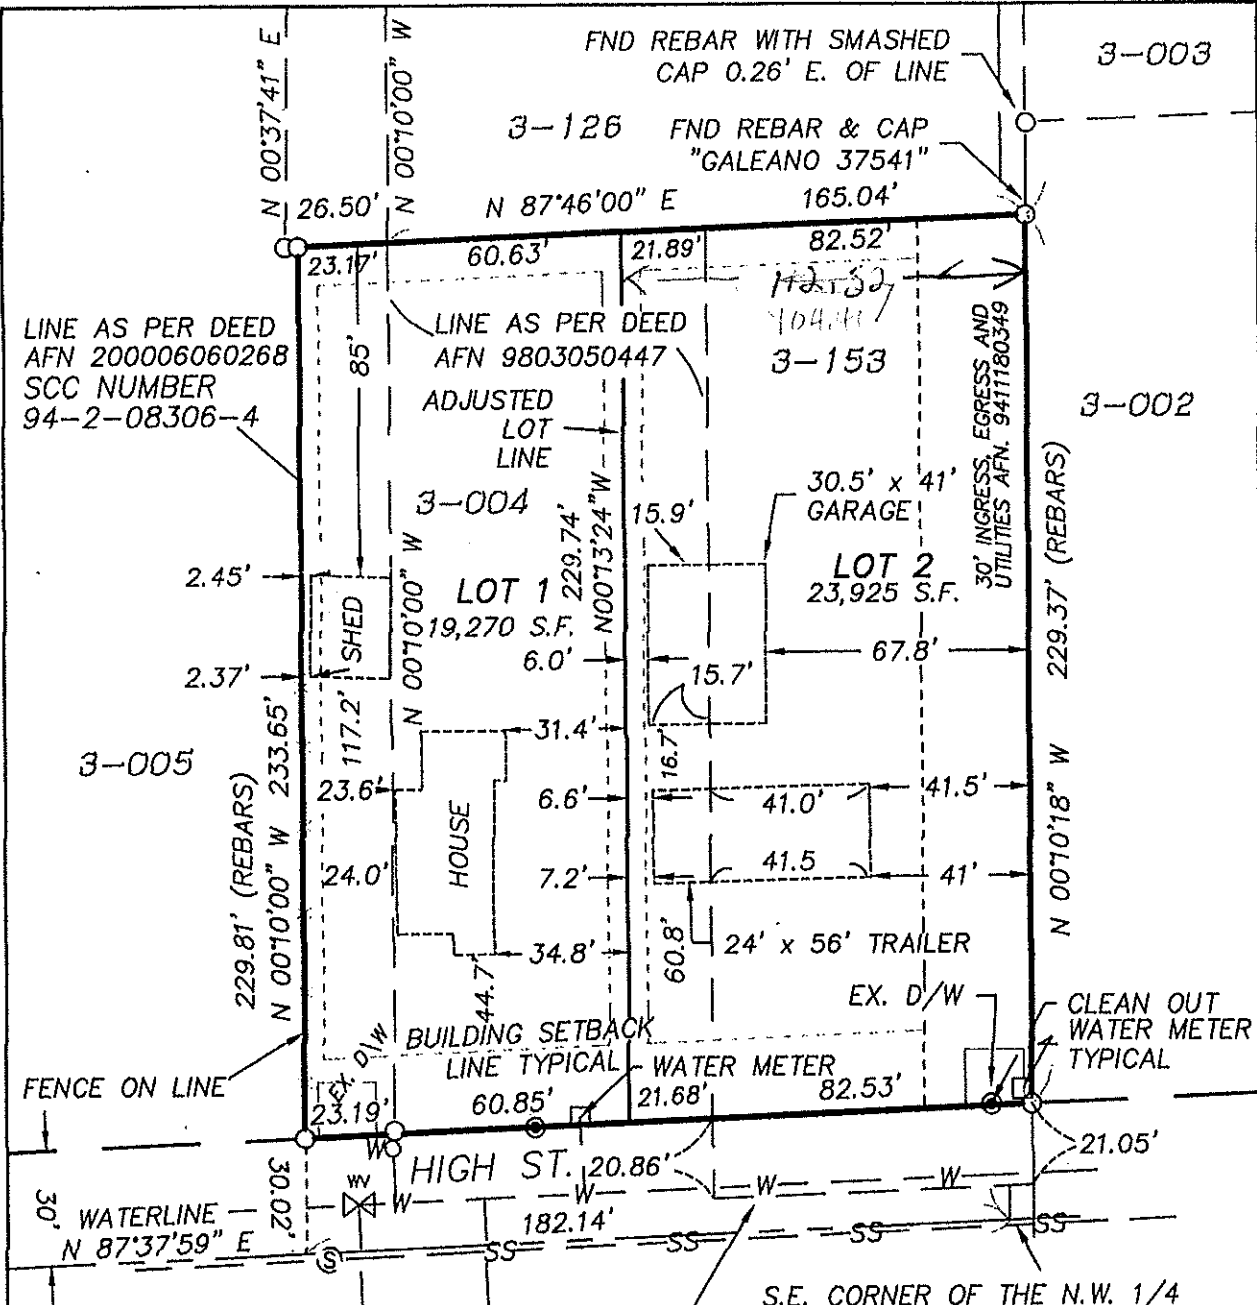 FND REBAR WITH SMASHED
CAP 0.26' E. OF LINE
3-003
N 00°37'41" E
N 00°10'00" W
3-126
FND REBAR & CAP
"GALEANO 37541"
26.50'
N 87°46'00" E
165.04'
23.17'
60.63'
21.89'
82.52'
112.52
104.41
LINE AS PER DEED
AFN 200006060268
SCC NUMBER
94-2-08306-4
85'
LINE AS PER DEED
AFN 9803050447
3-153
30' INGRESS, EGRESS AND
UTILITIES AFN. 9411180349
3-002
ADJUSTED
LOT
LINE
3-004
229.74'
N00°13'24"W
15.9'
30.5' x 41'
GARAGE
229.37' (REBARS)
2.45'
SHED
N 00°10'00" W
LOT 1
19,270 S.F.
LOT 2
23,925 S.F.
6.0'
67.8'
2.37'
15.7'
117.2'
31.4'
16.7'
3-005
229.81' (REBARS)
N 00°10'00" W 233.65'
23.6'
6.6'
41.0'
41.5'
N 00°10'18" W
HOUSE
24.0'
7.2'
41.5
41'
34.8'
60.8'
24' x 56' TRAILER
44.7'
EX. D/W
CLEAN OUT
WATER METER
TYPICAL
EX. D/W
BUILDING SETBACK
LINE TYPICAL
WATER METER
FENCE ON LINE
23.19'
60.85'
21.68'
82.53'
W
HIGH ST.
20.86'
21.05'
30'
30.02'
WV
W
W
W
W
WATERLINE
182.14'
N 87°37'59" E
S
SS
SS
SS
SS
S.E. CORNER OF THE N.W. 1/4